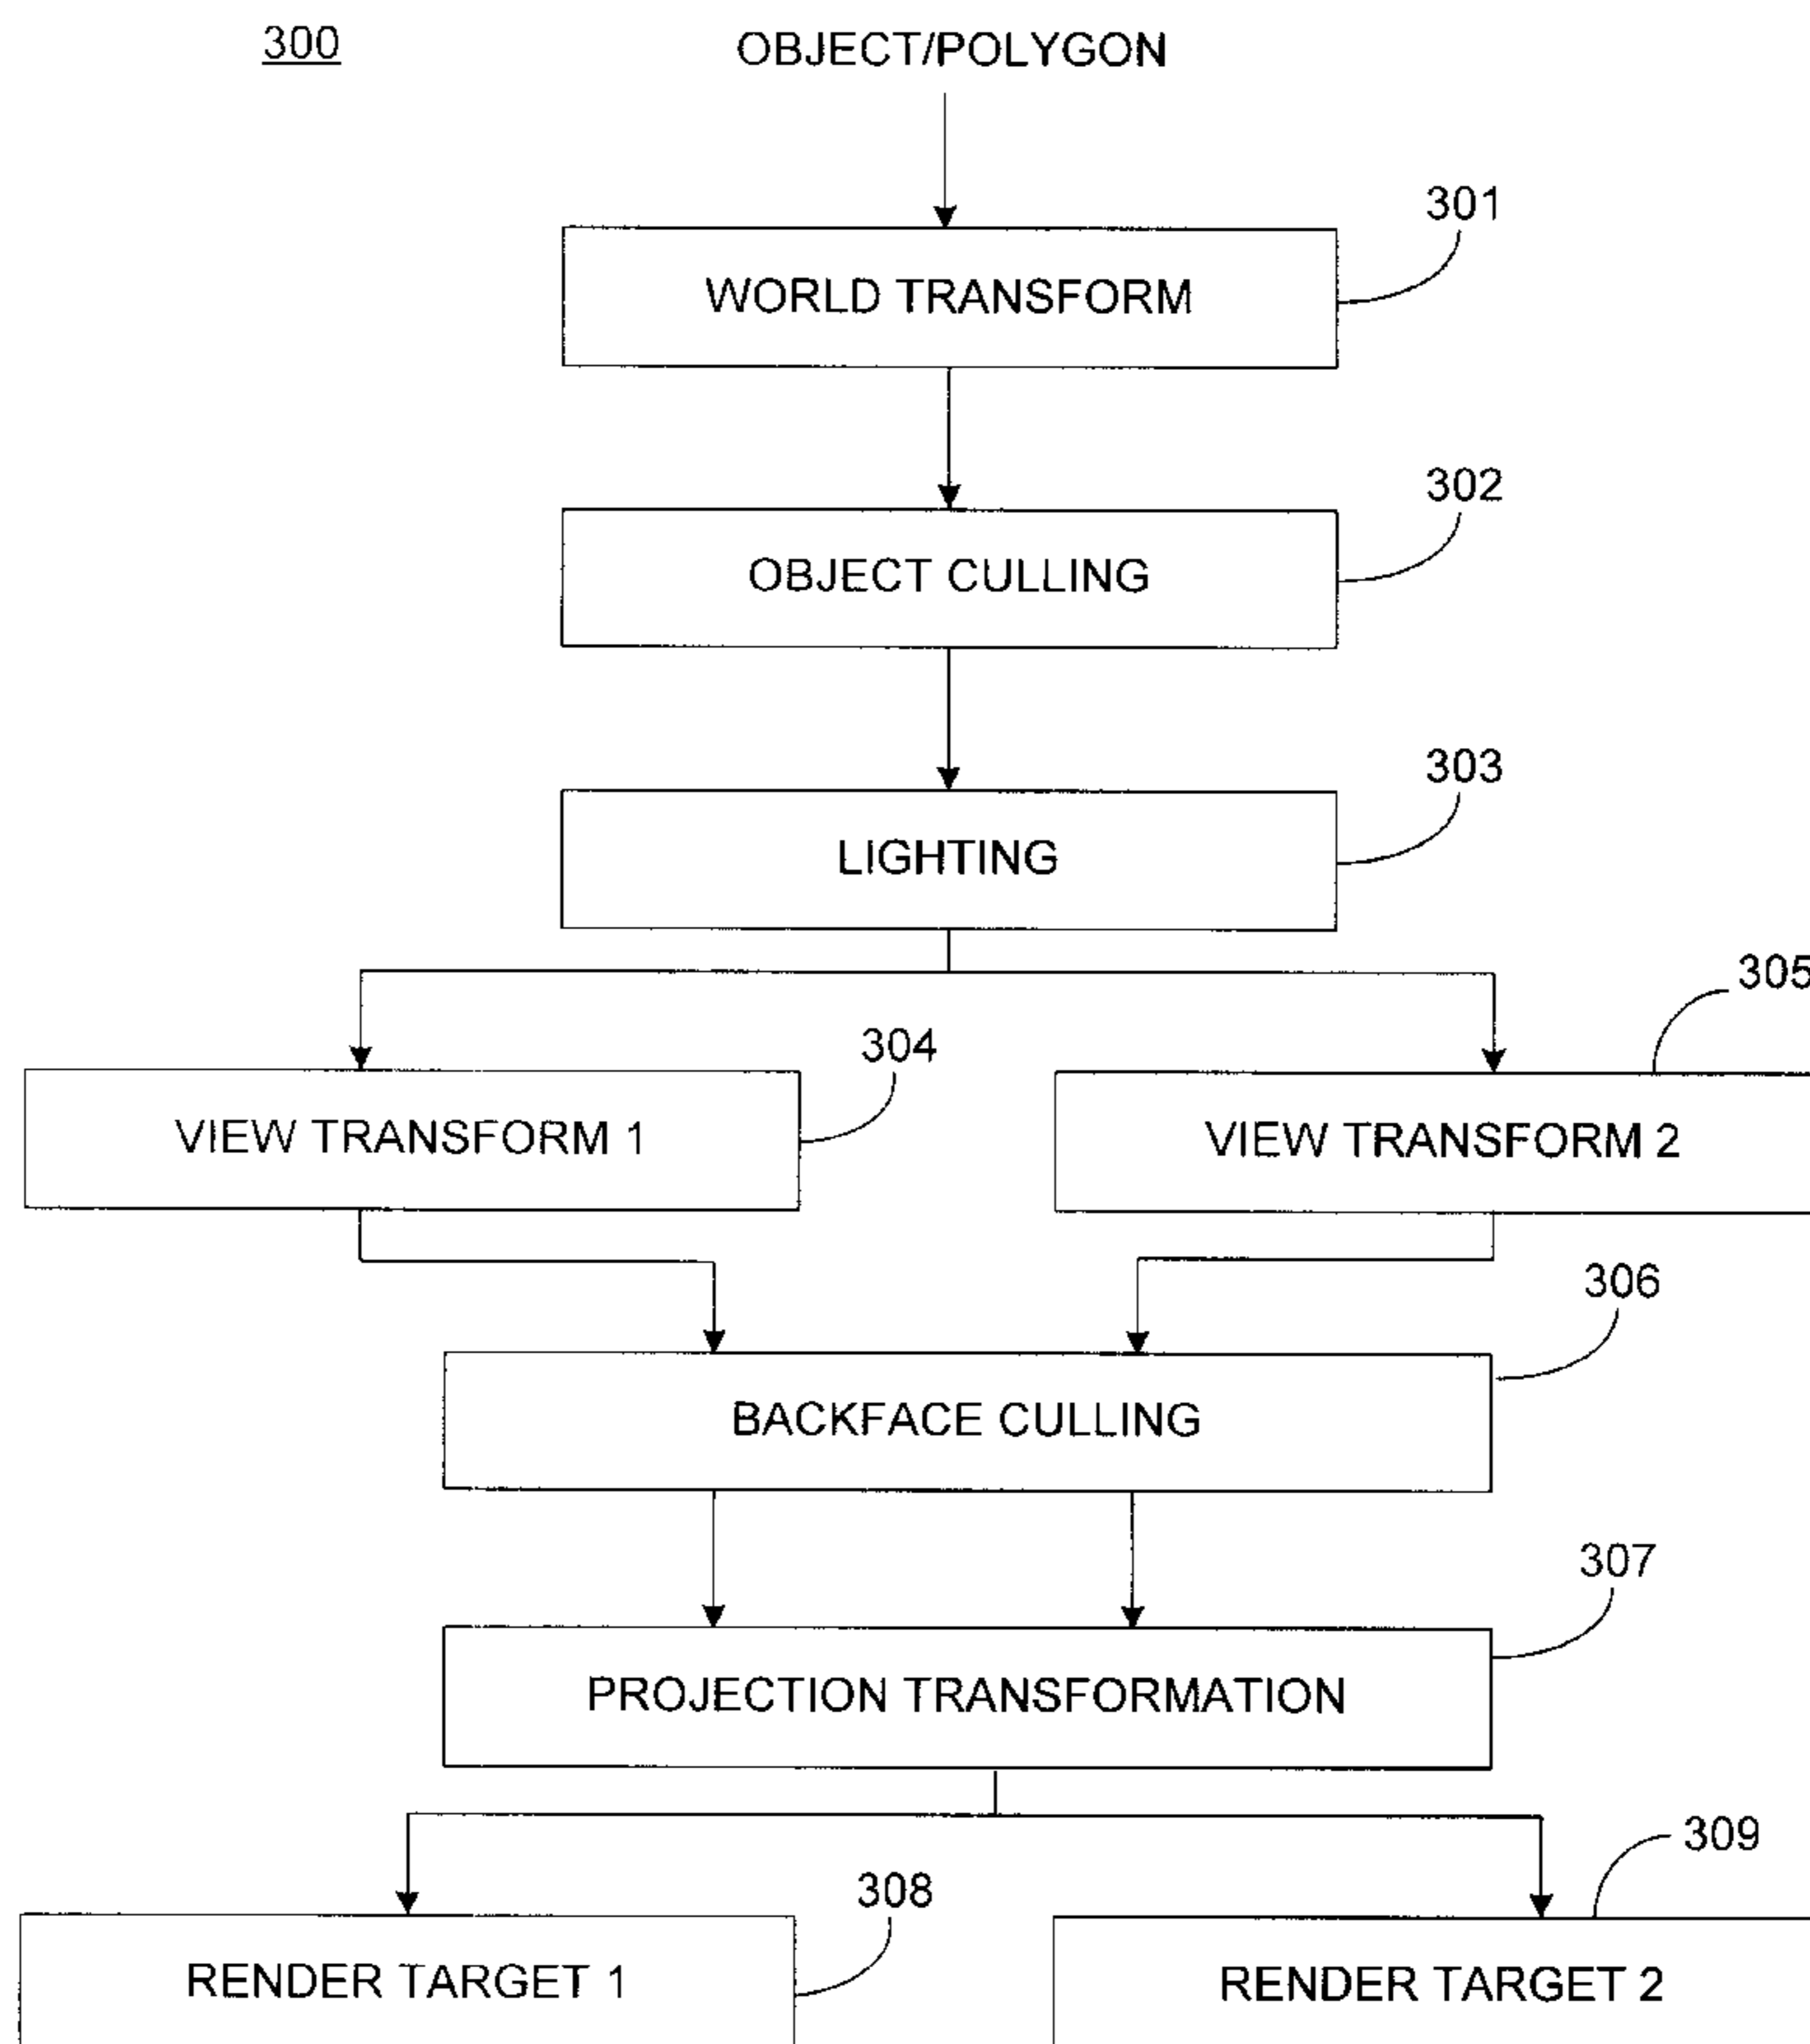 300
OBJECT/POLYGON
301
WORLD TRANSFORM
302
OBJECT CULLING
303
LIGHTING
305
304
VIEW TRANSFORM 1
VIEW TRANSFORM 2
306
BACKFACE CULLING
307
PROJECTION TRANSFORMATION
309
308
RENDER TARGET 1
RENDER TARGET 2